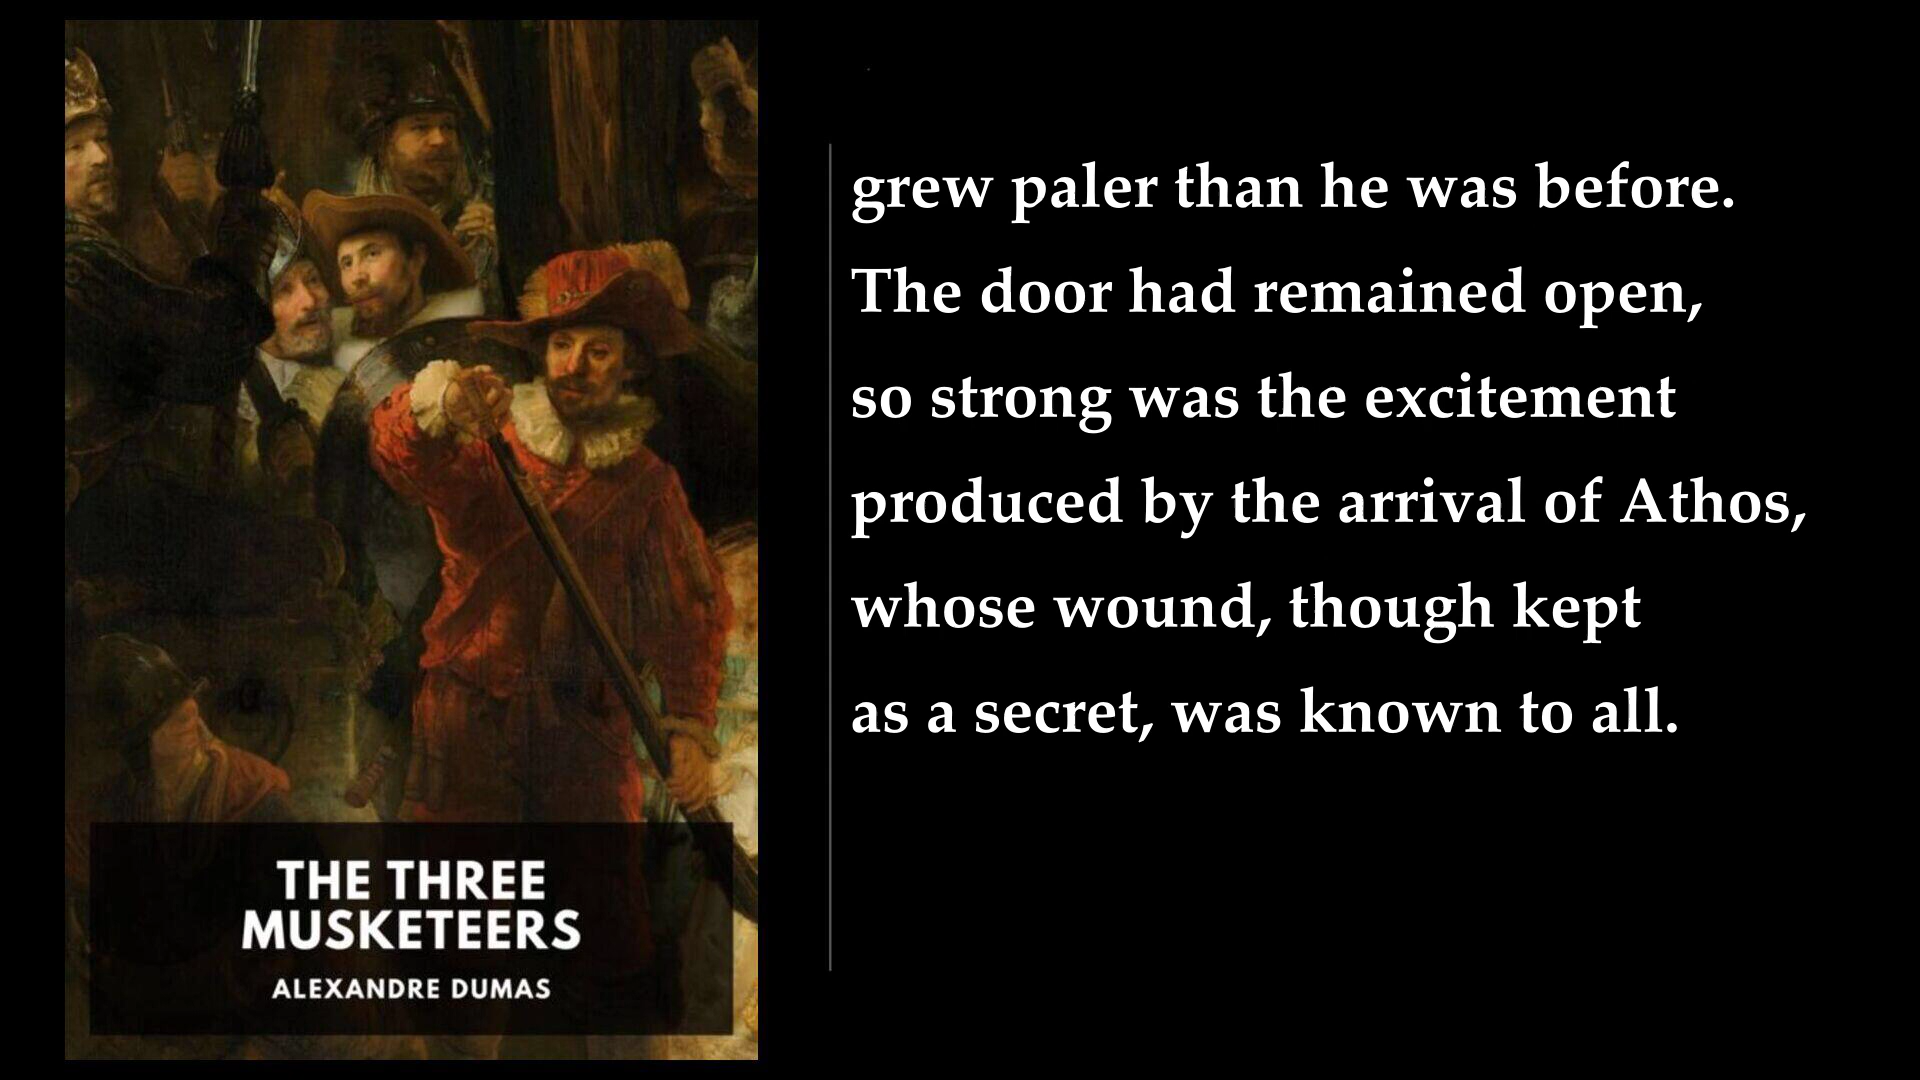 THE THREE
MUSKETEERS
ALEXANDRE DUMAS
grew paler than he was before.
The door had remained open,
so strong was the excitement
produced by the arrival of Athos,
whose wound, though kept
as a secret, was known to all.